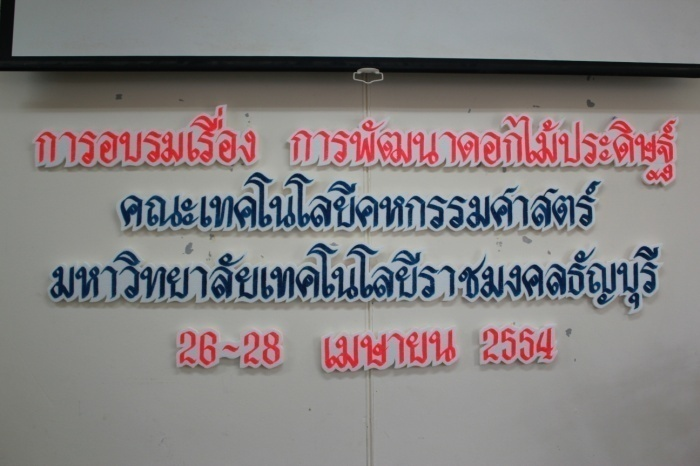 การอบรมเรื่อง การพัฒนาดอกไม้ประดิษฐ์
คณะเทคโนโลยีคหกรรมศาสตร์
มหาวิทยาลัยเทคโนโลยีราชมงคลธัญบุรี
26-28 เมษายน 2554